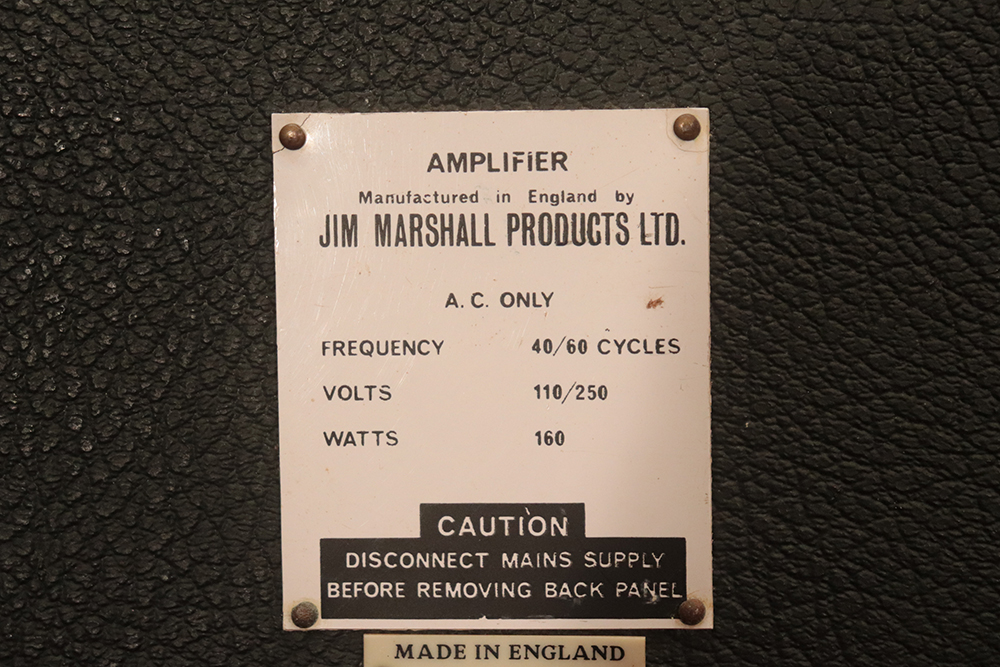 AMPLIFIER
Manufactured in England by
JIM MARSHALL PRODUCTS LTD.
A.C. ONLY
FREQUENCY 40/60 CYCLES
VOLTS 110/250
WATTS 160
CAUTION
DISCONNECT MAINS SUPPLY
BEFORE REMOVING BACK PANEL
MADE IN ENGLAND